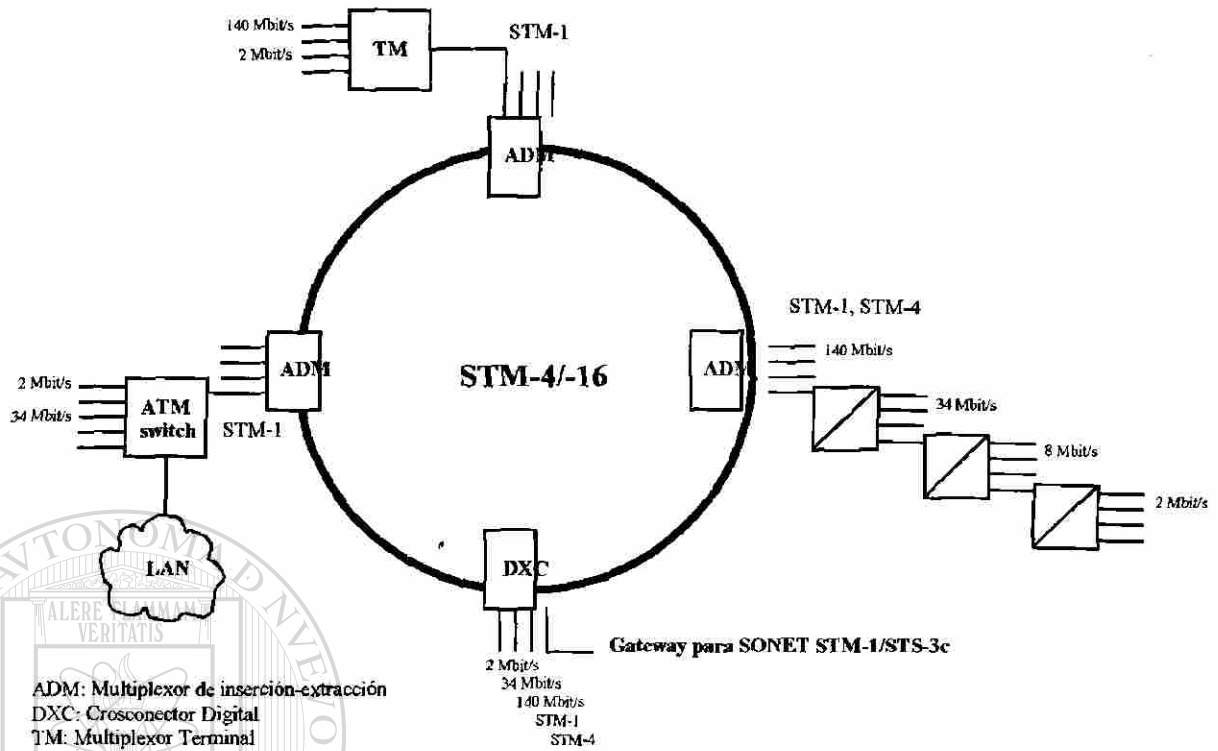 140 Mbit/s
2 Mbit/s
TM
STM-1
ADM
STM-1, STM-4
ADM
STM-4/-16
ADM
140 Mbit/s
2 Mbit/s
34 Mbit/s
ATM
switch
STM-1
34 Mbit/s
8 Mbit/s
2 Mbit/s
LAN
DXC
Gateway para SONET STM-1/STS-3c
2 Mbit/s
34 Mbit/s
140 Mbit/s
STM-1
STM-4
ADM: Multiplexor de inserción-extracción
DXC: Crosconector Digital
TM: Multiplexor Terminal
ALERE FLAMMAM
VERITATIS